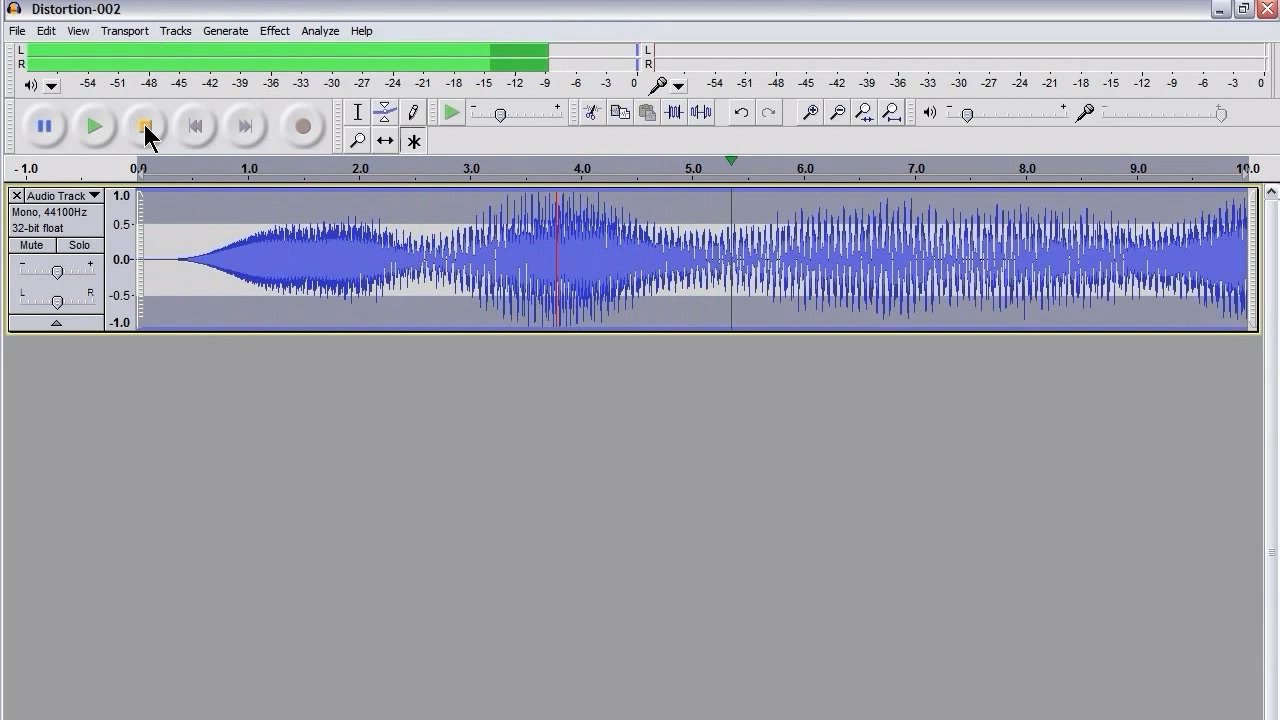 Distortion-002
File Edit View Transport Tracks Generate Effect Analyze Help
L L
R R
-54 -51 -48 -45 -42 -39 -36 -33 -30 -27 -24 -21 -18 -15 -12 -9 -6 -3 0 -54 -48 -42 -39 -36 -33 -30 -27 -24 -21 -18 -15 -12 -9 -6 -3 0
- + - + - +
- 1.0 0.0 1.0 2.0 3.0 4.0 5.0 6.0 7.0 8.0 9.0 10.0
Audio Track 1.0
Mono, 44100Hz
32-bit float 0.5-
Mute Solo
0.0-
- +
L R -0.5-
-1.0